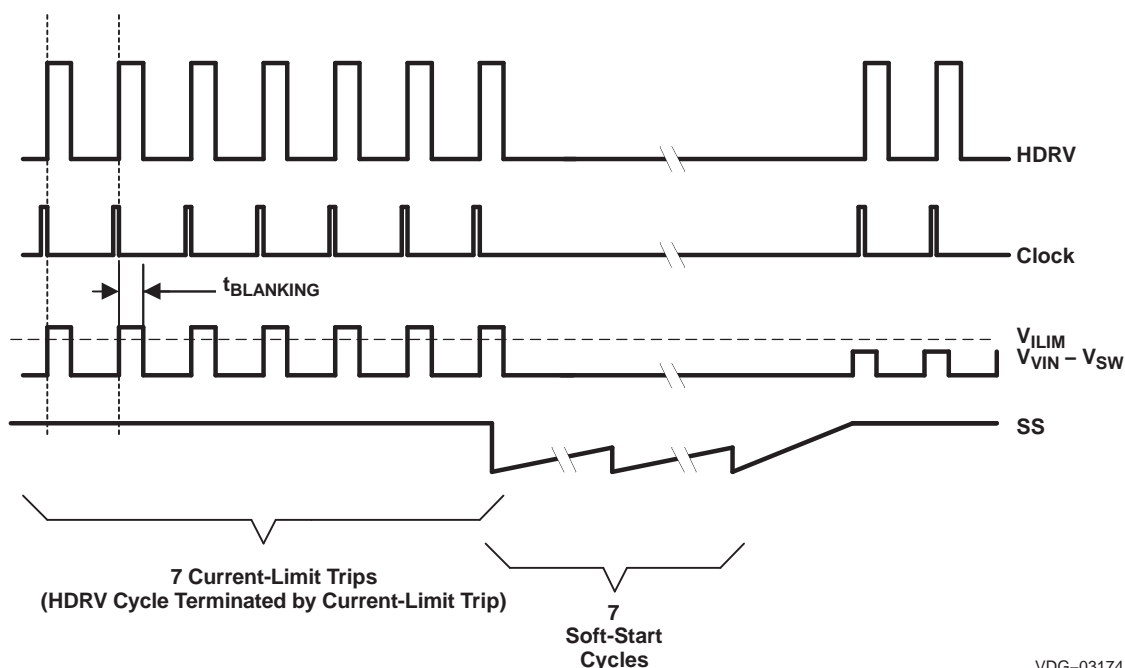 HDRV
Clock
tBLANKING
VILIM
VVIN – VSW
SS
7 Current-Limit Trips
(HDRV Cycle Terminated by Current-Limit Trip)
7
Soft-Start
Cycles
VDG–03174